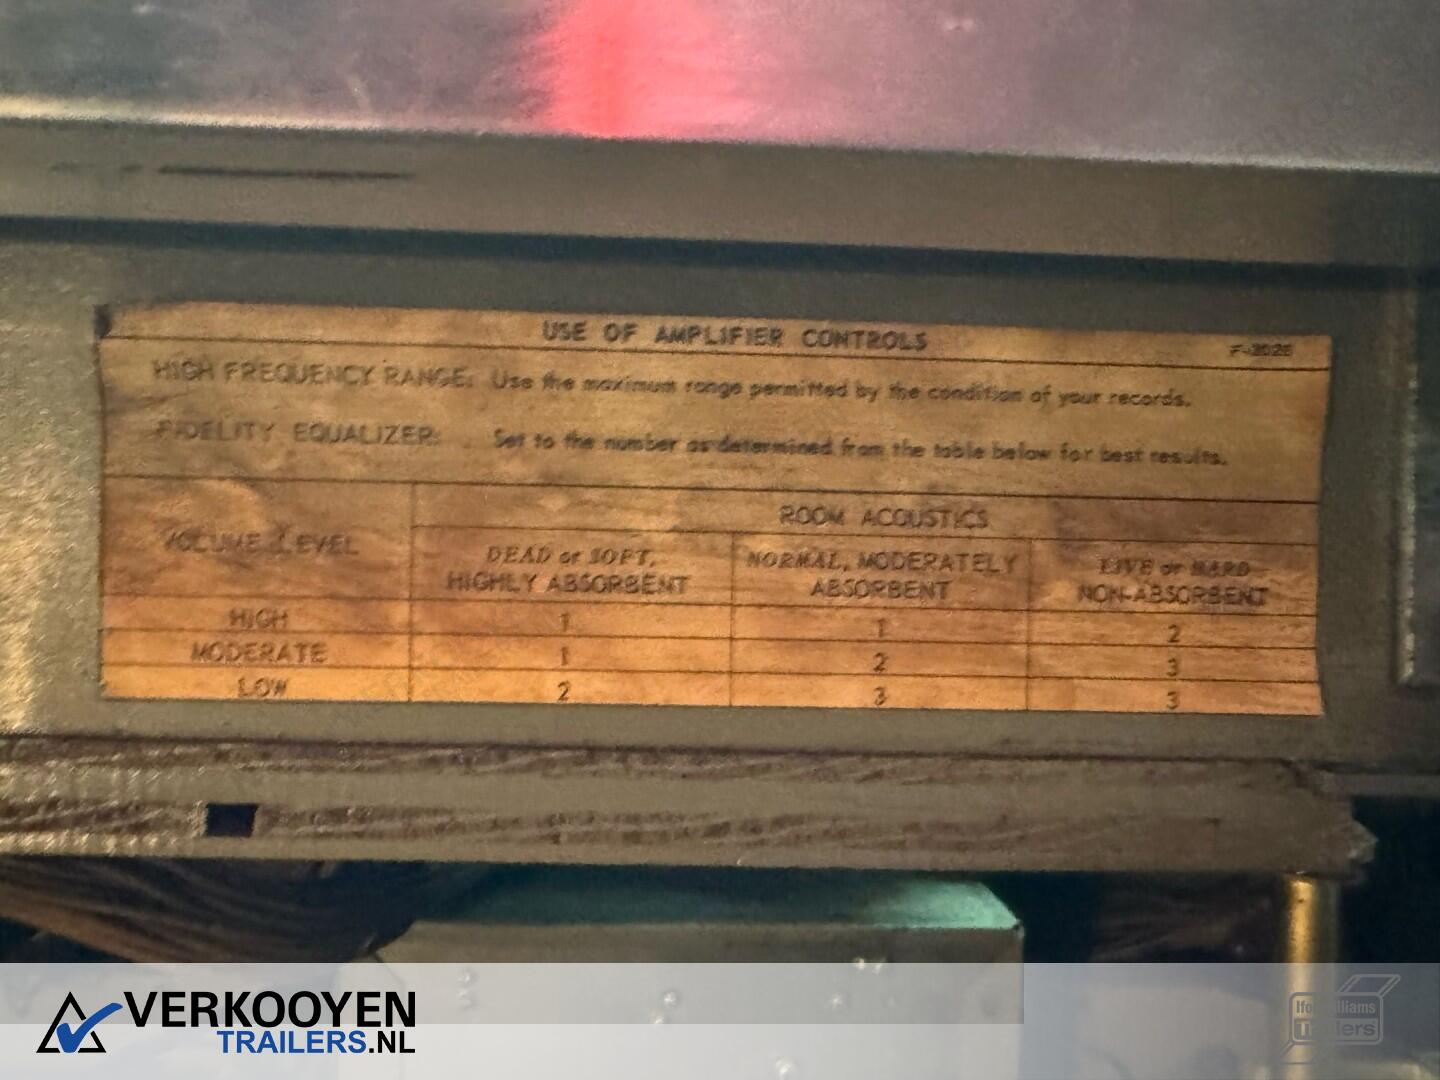 USE OF AMPLIFIER CONTROLS
HIGH FREQUENCY RANGE: Use the maximum range permitted by the condition of your records.
FIDELITY EQUALIZER: Set to the number as determined from the table below for best results.
VOLUME LEVEL
ROOM ACOUSTICS
DEAD or SOFT, HIGHLY ABSORBENT
NORMAL, MODERATELY ABSORBENT
LIVE or HARD NON-ABSORBENT
HIGH 1 1 2
MODERATE 1 2 3
LOW 2 3 3
VERKOOYEN
TRAILERS.NL
Ifor Williams
Trailers